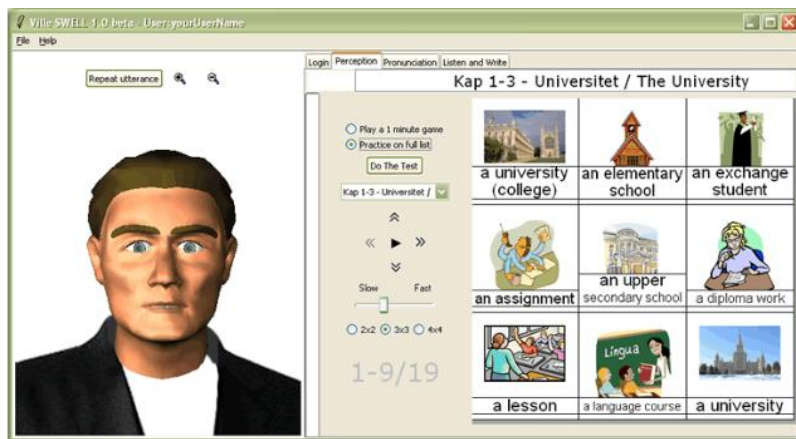 Ville SWELL 1.0 beta - User:yourUserName
File Help
Repeat utterance
Login Perception Pronunciation Listen and Write
Kap 1-3 - Universitet / The University
Play a 1 minute game
Practice on full list
Do The Test
Kap 1-3 - Universitet /
Slow Fast
2x2 3x3 4x4
1-9/19
a university
(college)
an elementary
school
an exchange
student
an assignment
an upper
secondary school
a diploma work
Lingua
a lesson
a language course
a university